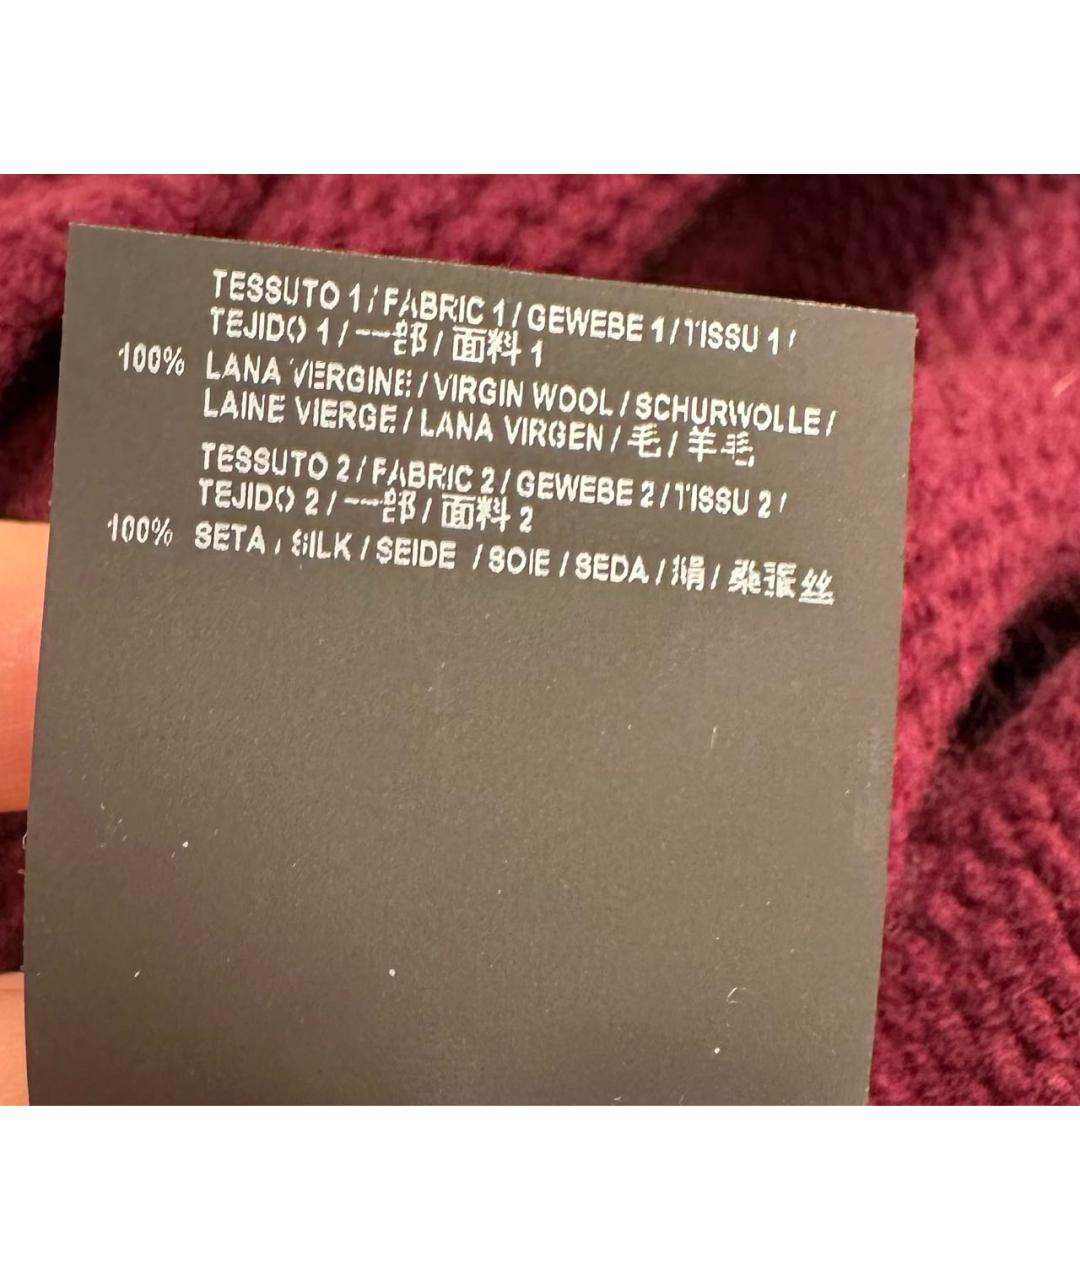 TESSUTO 1 / FABRIC 1 / GEWEBE 1 / TISSU 1 /
TEJIDO 1 / 一部 / 面料 1
100% LANA VERGINE / VIRGIN WOOL / SCHURWOLLE /
LAINE VIERGE / LANA VIRGEN / 毛 / 羊毛
TESSUTO 2 / FABRIC 2 / GEWEBE 2 / TISSU 2 /
TEJIDO 2 / 一部 / 面料 2
100% SETA / SILK / SEIDE / SOIE / SEDA / 絹 / 桑蚕丝